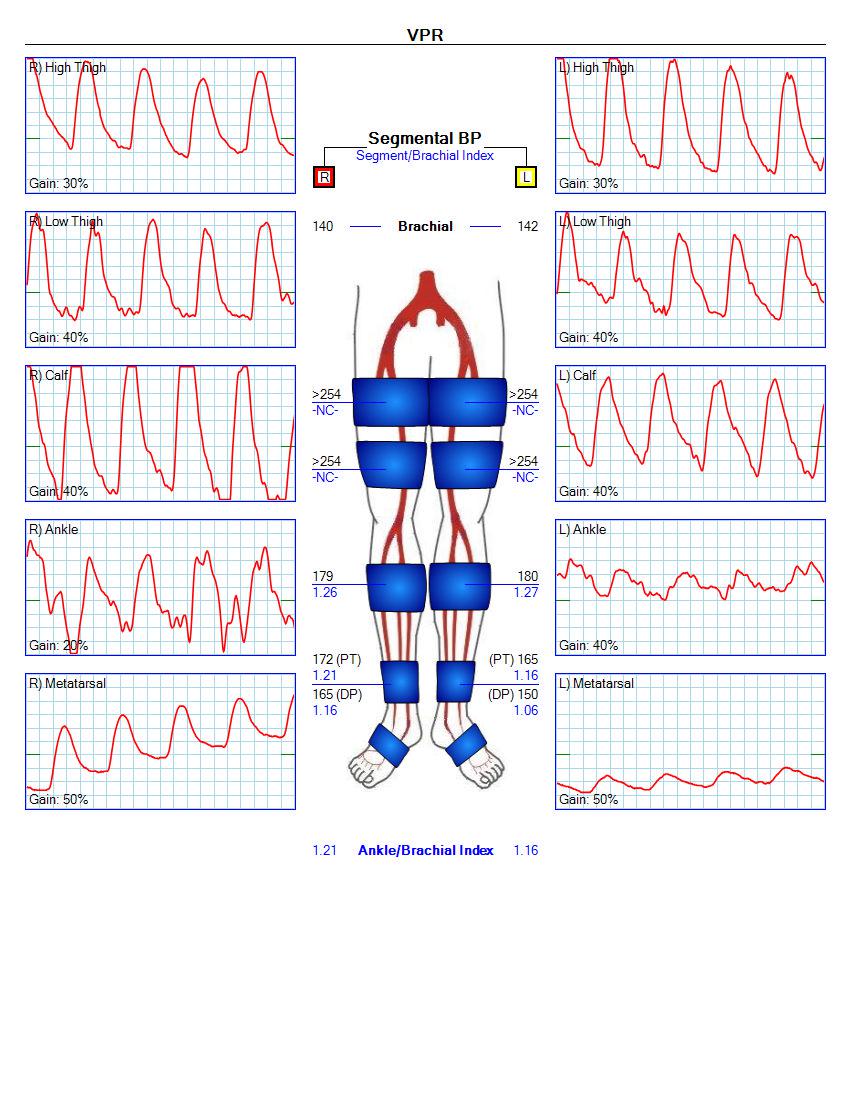 VPR
R) High Thigh
Gain: 30%
R) Low Thigh
Gain: 40%
R) Calf
Gain: 40%
R) Ankle
Gain: 20%
R) Metatarsal
Gain: 50%
Segmental BP
Segment/Brachial Index
R L
140 Brachial 142
>254 >254
-NC- -NC-
>254 >254
-NC- -NC-
179 180
1.26 1.27
172 (PT) (PT) 165
1.21 1.16
165 (DP) (DP) 150
1.16 1.06
1.21 Ankle/Brachial Index 1.16
L) High Thigh
Gain: 30%
L) Low Thigh
Gain: 40%
L) Calf
Gain: 40%
L) Ankle
Gain: 40%
L) Metatarsal
Gain: 50%